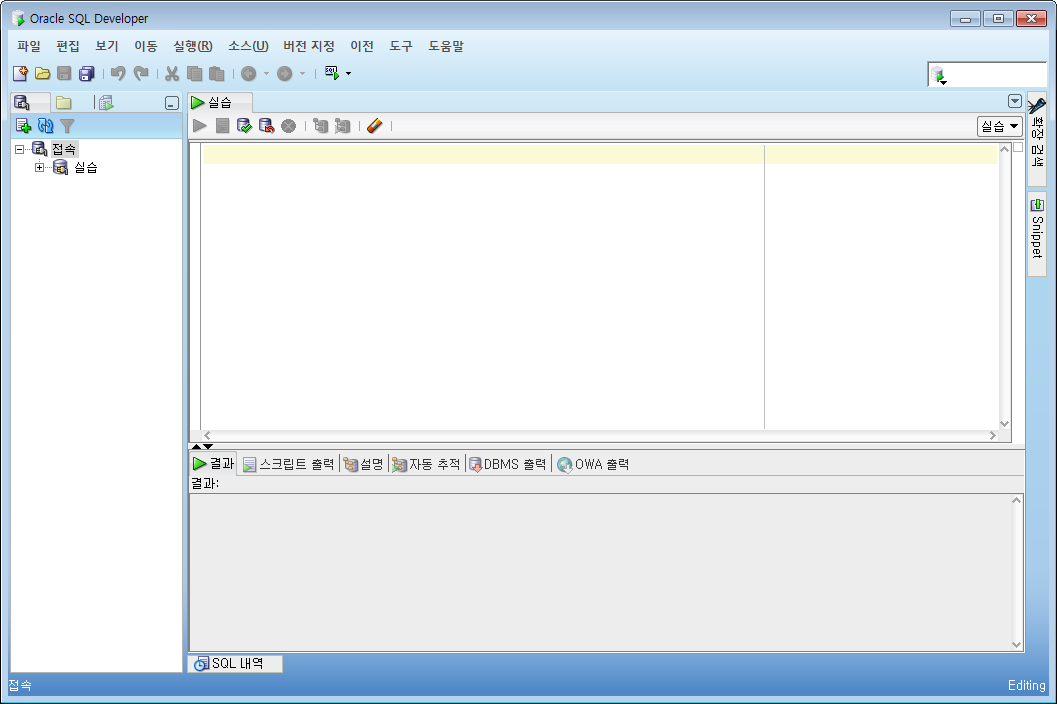 Oracle SQL Developer
파일 편집 보기 이동 실행(R) 소스(U) 버전 지정 이전 도구 도움말
SQL
실습
실습
접속
실습
확장 검색
Snippet
결과 스크립트 출력 설명 자동 추적 DBMS 출력 OWA 출력
결과:
SQL 내역
접속 Editing